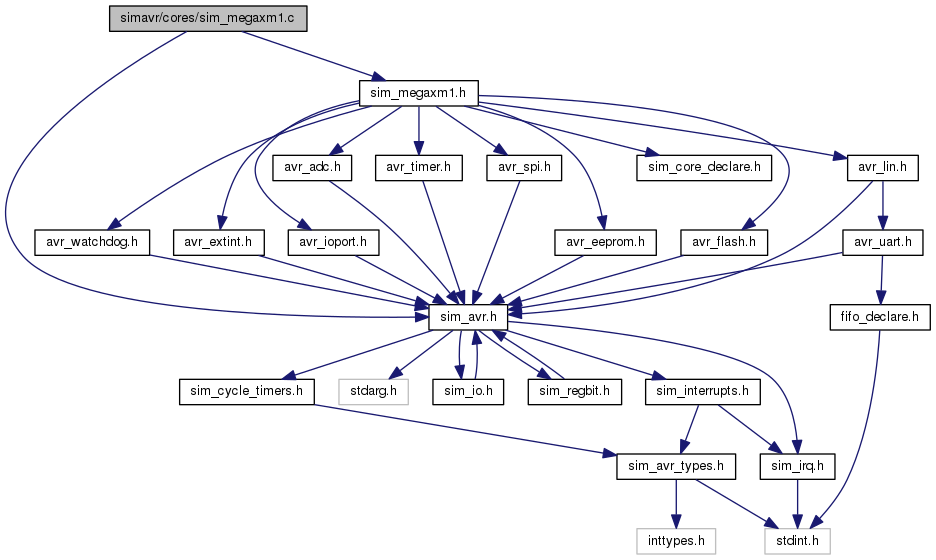 simavr/cores/sim_megaxm1.c
sim_megaxm1.h
avr_adc.h
avr_timer.h
avr_spi.h
sim_core_declare.h
avr_lin.h
avr_watchdog.h
avr_extint.h
avr_ioport.h
avr_eeprom.h
avr_flash.h
avr_uart.h
sim_avr.h
fifo_declare.h
sim_cycle_timers.h
stdarg.h
sim_io.h
sim_regbit.h
sim_interrupts.h
sim_avr_types.h
sim_irq.h
inttypes.h
stdint.h